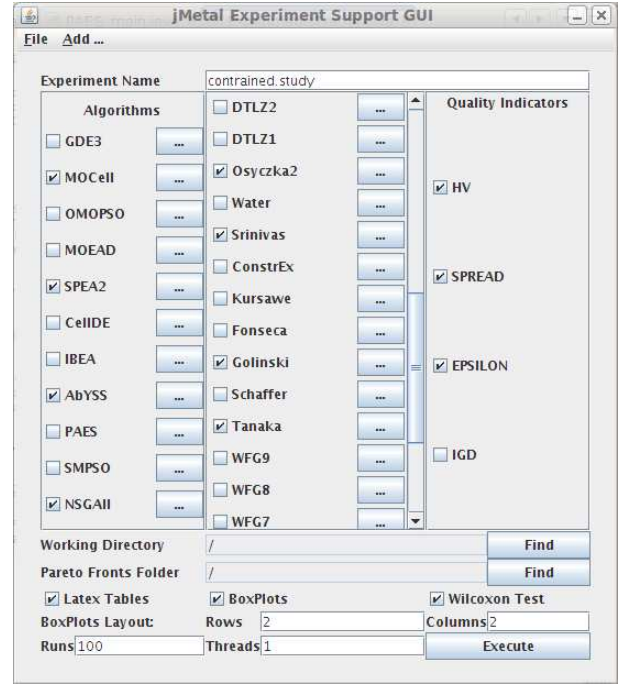 jMetal Experiment Support GUI
File Add ...
Experiment Name contrained.study
Algorithms
GDE3 ...
MOCell ...
OMOPSO ...
MOEAD ...
SPEA2 ...
CellDE ...
IBEA ...
AbYSS ...
PAES ...
SMPSO ...
NSGAII ...
DTLZ2 ...
DTLZ1 ...
Osyczka2 ...
Water ...
Srinivas ...
ConstrEx ...
Kursawe ...
Fonseca ...
Golinski ...
Schaffer ...
Tanaka ...
WFG9 ...
WFG8 ...
WFG7 ...
Quality Indicators
HV
SPREAD
EPSILON
IGD
Working Directory / Find
Pareto Fronts Folder / Find
Latex Tables BoxPlots Wilcoxon Test
BoxPlots Layout: Rows 2 Columns 2
Runs 100 Threads 1 Execute